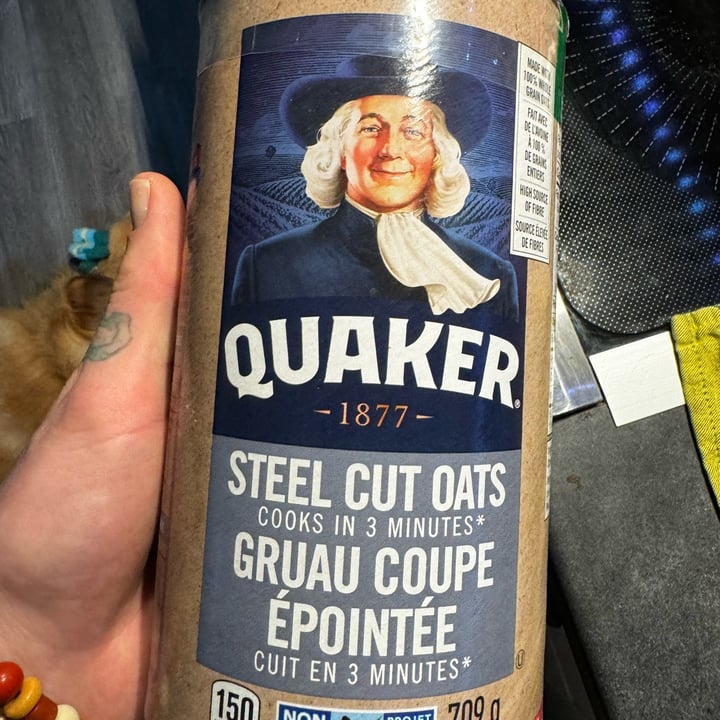 MADE WITH
100% WHOLE
GRAIN OATS
FAIT AVEC
DE L'AVOINE
À 100 %
DE GRAINS
ENTIERS
HIGH SOURCE
OF FIBRE
SOURCE ÉLEVÉE
DE FIBRES
QUAKER®
–1877–
STEEL CUT OATS
COOKS IN 3 MINUTES*
GRUAU COUPE
ÉPOINTÉE
CUIT EN 3 MINUTES*
U
150
NON
PROJET
709 g